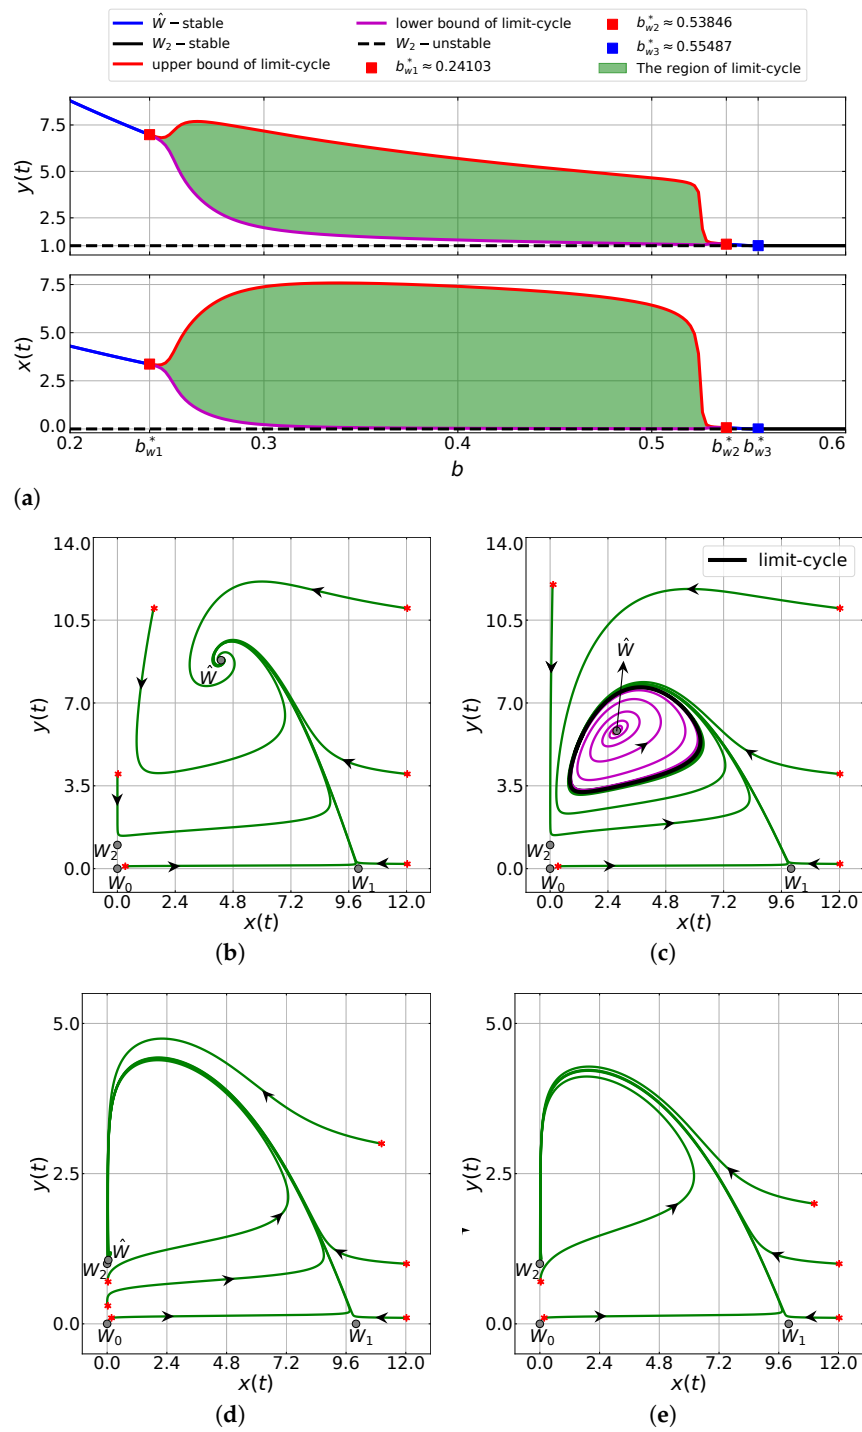 Ŵ − stable
W₂ − stable
upper bound of limit-cycle
lower bound of limit-cycle
W₂ − unstable
b*w1 ≈ 0.24103
b*w2 ≈ 0.53846
b*w3 ≈ 0.55487
The region of limit-cycle
y(t)
7.5
5.0
2.5
1.0
x(t)
7.5
5.0
2.5
0.0
0.2 b*w1 0.3 0.4 0.5 b*w2 b*w3 0.6
b
(a)
14.0
10.5
7.0
3.5
0.0
y(t)
Ŵ
W₂
W₀
W₁
0.0 2.4 4.8 7.2 9.6 12.0
x(t)
(b)
limit-cycle
14.0
10.5
7.0
3.5
0.0
y(t)
Ŵ
W₂
W₀
W₁
0.0 2.4 4.8 7.2 9.6 12.0
x(t)
(c)
5.0
2.5
0.0
y(t)
Ŵ
W₂
W₀
W₁
0.0 2.4 4.8 7.2 9.6 12.0
x(t)
(d)
5.0
2.5
0.0
y(t)
W₂
W₀
W₁
0.0 2.4 4.8 7.2 9.6 12.0
x(t)
(e)